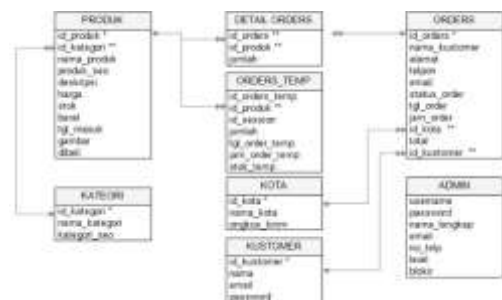 PRODUK
id_produk *
id_kategori **
nama_produk
produk_seo
deskripsi
harga
stok
berat
tgl_masuk
gambar
dibeli
KATEORI
id_kategori *
nama_kategori
kategori_seo
DETAIL ORDERS
id_orders **
id_produk **
jumlah
ORDERS_TEMP
id_orders_temp
id_produk **
id_session
jumlah
tgl_order_temp
jam_order_temp
stok_temp
KOTA
id_kota *
nama_kota
ongkos_kirim
KUSTOMER
id_kustomer *
nama
email
password
ORDERS
id_orders *
nama_kustomer
alamat
telpon
email
status_order
tgl_order
jam_order
id_kota **
total
id_kustomer **
ADMIN
username
password
nama_lengkap
email
no_telp
level
blokir